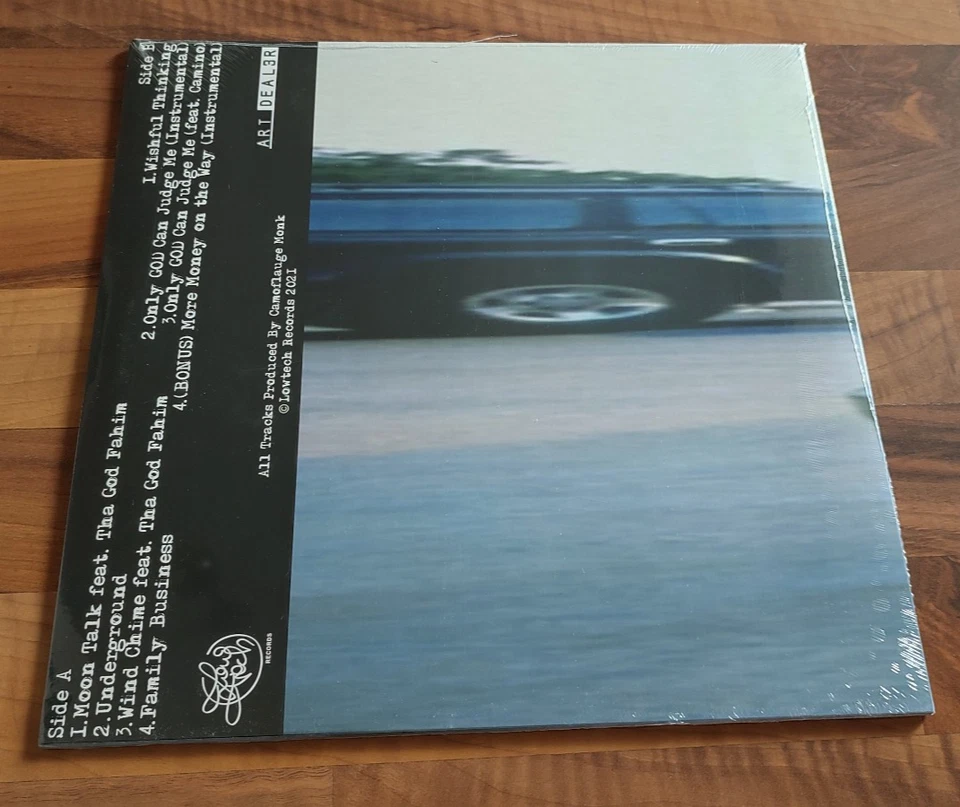 Side A
1.Moon Talk feat. Tha God Fahim
2.Underground
3.Wind Chime feat. Tha God Fahim
4.Family Business
Side B
1.Wishful Thinking
2.Only GOD Can Judge Me (Instrumental)
3.Only GOD Can Judge Me (feat. Camino)
4.(BONUS) More Money on the Way (Instrumental)
All Tracks Produced By Camoflauge Monk
©Lowtech Records 2021
ART DEAL3R
Low Tech
RECORDS